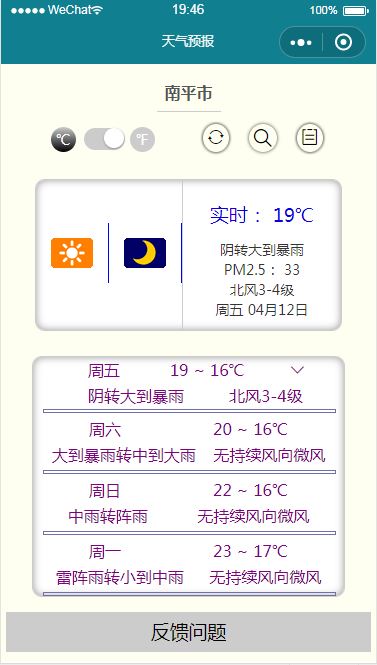 WeChat 19:46 100%
天气预报
南平市
℃ ℉
实时： 19℃
阴转大到暴雨
PM2.5： 33
北风3-4级
周五 04月12日
周五 19 ~ 16℃
阴转大到暴雨 北风3-4级
周六 20 ~ 16℃
大到暴雨转中到大雨 无持续风向微风
周日 22 ~ 16℃
中雨转阵雨 无持续风向微风
周一 23 ~ 17℃
雷阵雨转小到中雨 无持续风向微风
反馈问题